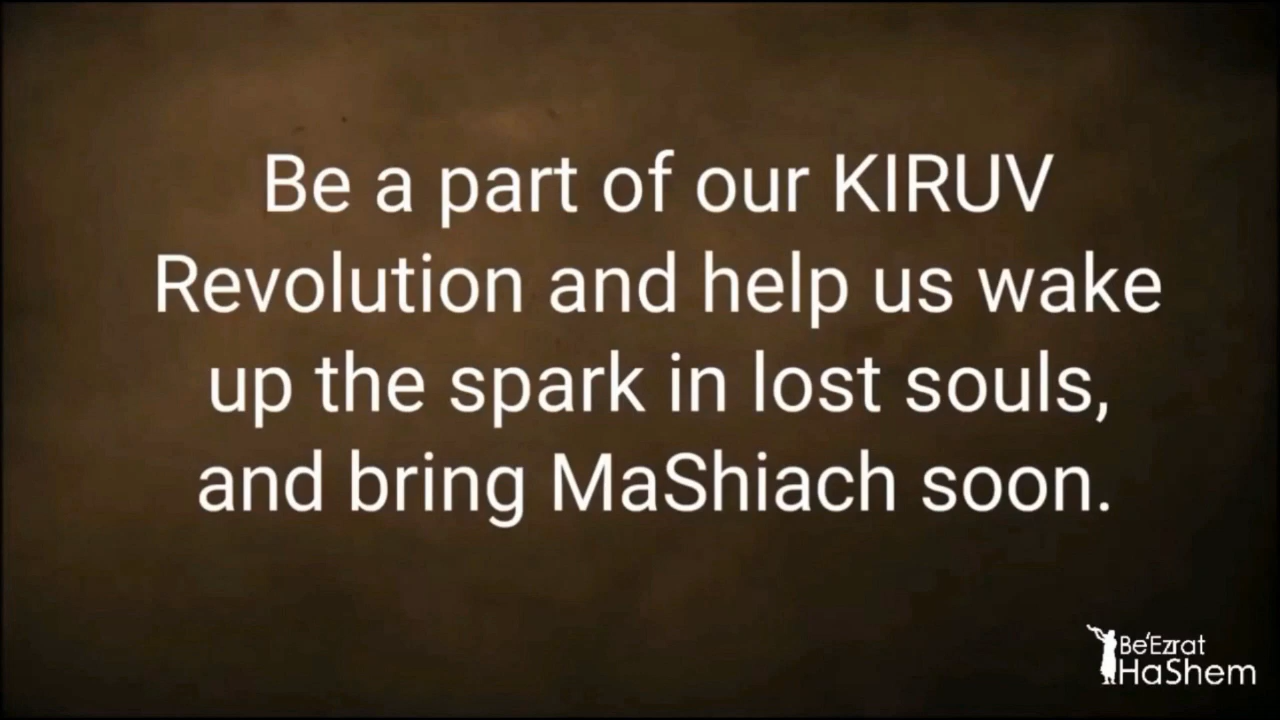 Be a part of our KIRUV
Revolution and help us wake
up the spark in lost souls,
and bring MaShiach soon.
Be'Ezrat
HaShem